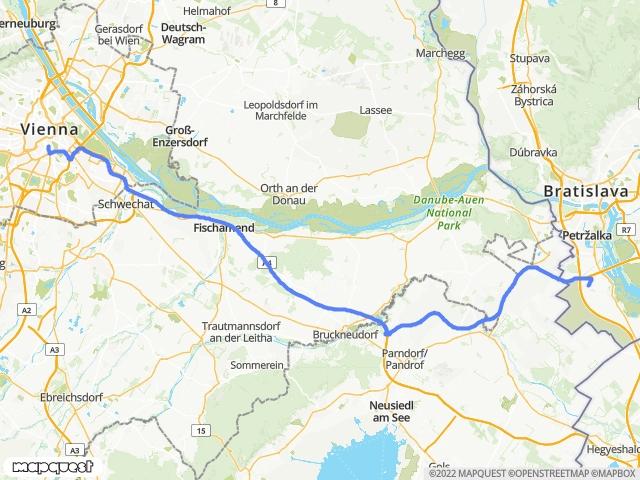 Helmahof
8
erneuburg
Gerasdorf
bei Wien
Deutsch-
Wagram
Marchegg
Stupava
Leopoldsdorf im
Marchfelde
Lassee
Záhorská
Bystrica
Vienna
Groß-
Enzersdorf
Dúbravka
Orth an der
Donau
Danube-Auen
National
Park
Bratislava
Schwechat
Fischamend
Petržalka
R7
A4
A2
Trautmannsdorf
an der Leitha
Bruckneudorf
A3
Sommerein
Parndorf/
Pandrof
Ebreichsdorf
Neusiedl
am See
15
A3
Gols
Hegyeshalo
mapquest
©2022 MAPQUEST ©OPENSTREETMAP ©MAPBOX